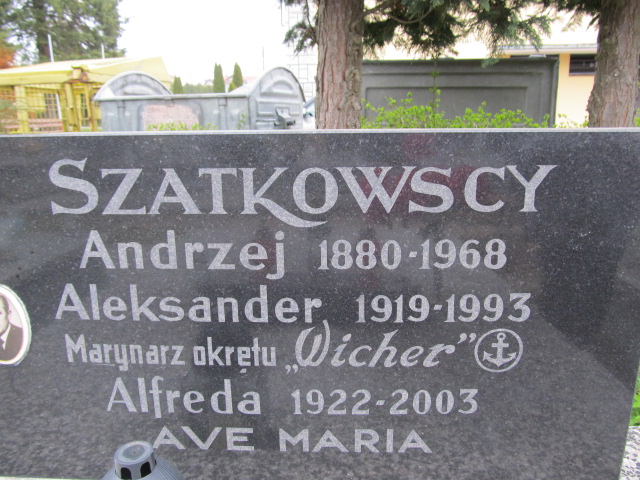 SZATKOWSCY
Andrzej 1880-1968
Aleksander 1919-1993
Marynarz okrętu „Wicher”
Alfreda 1922-2003
AVE MARIA